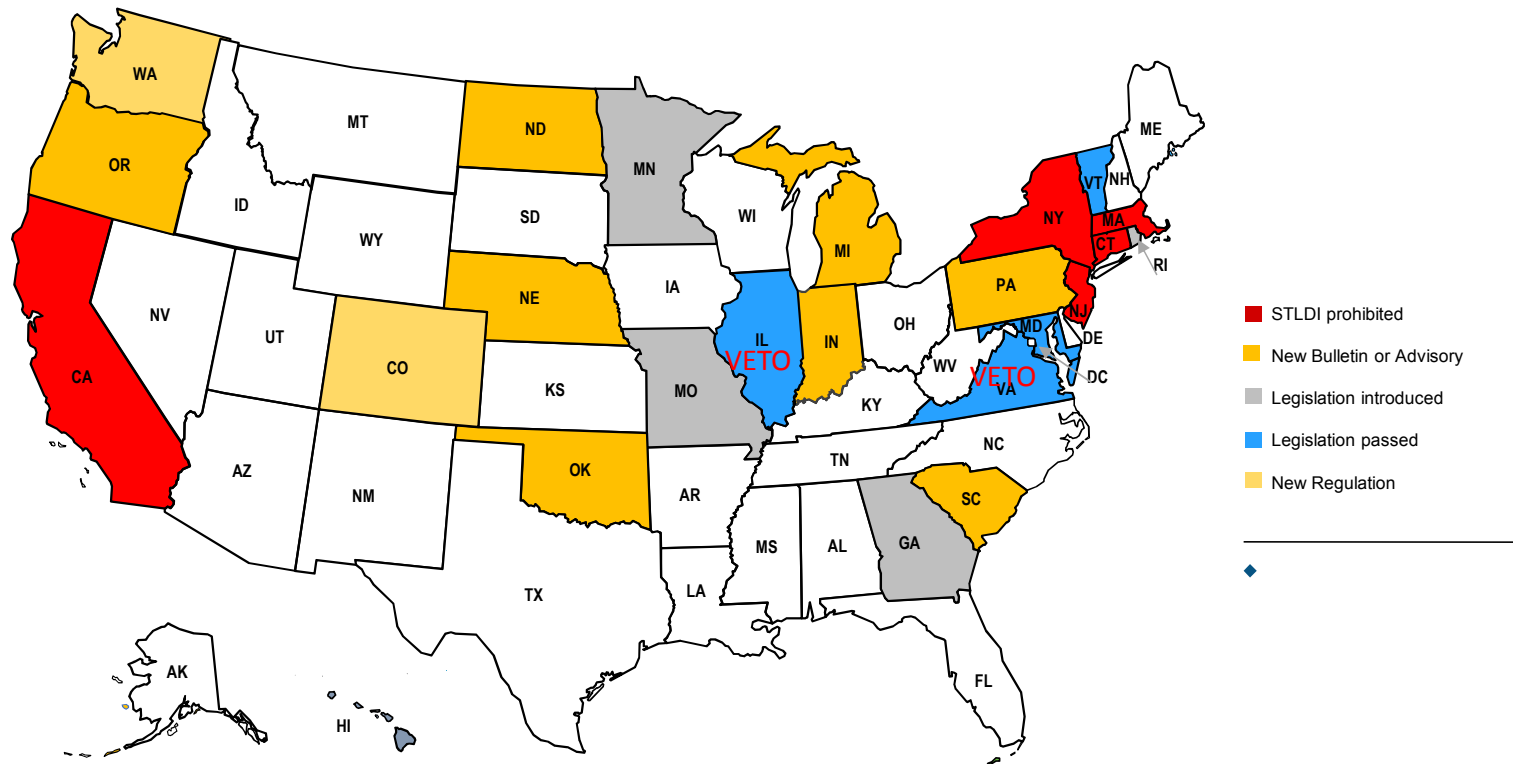 WA
MT
ND
MN
ME
OR
ID
SD
WI
VT
NH
NY
MA
CT
RI
WY
MI
IA
NE
PA
NJ
NV
UT
CO
IL
VETO
IN
OH
MD
DE
WV
VETO
VA
DC
CA
KS
MO
KY
AZ
NM
OK
AR
TN
NC
SC
MS
AL
GA
TX
LA
FL
AK
HI
STLDI prohibited
New Bulletin or Advisory
Legislation introduced
Legislation passed
New Regulation